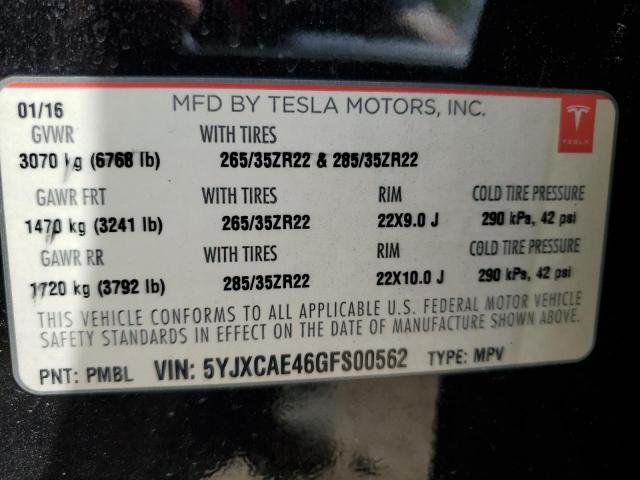 01/16 MFD BY TESLA MOTORS, INC.
GVWR WITH TIRES
3070 kg (6768 lb) 265/35ZR22 & 285/35ZR22
TESLA
GAWR FRT WITH TIRES RIM COLD TIRE PRESSURE
1470 kg (3241 lb) 265/35ZR22 22X9.0 J 290 kPa, 42 psi
GAWR RR WITH TIRES RIM COLD TIRE PRESSURE
1720 kg (3792 lb) 285/35ZR22 22X10.0 J 290 kPa, 42 psi
THIS VEHICLE CONFORMS TO ALL APPLICABLE U.S. FEDERAL MOTOR VEHICLE
SAFETY STANDARDS IN EFFECT ON THE DATE OF MANUFACTURE SHOWN ABOVE.
PNT: PMBL VIN: 5YJXCAE46GFS00562 TYPE: MPV